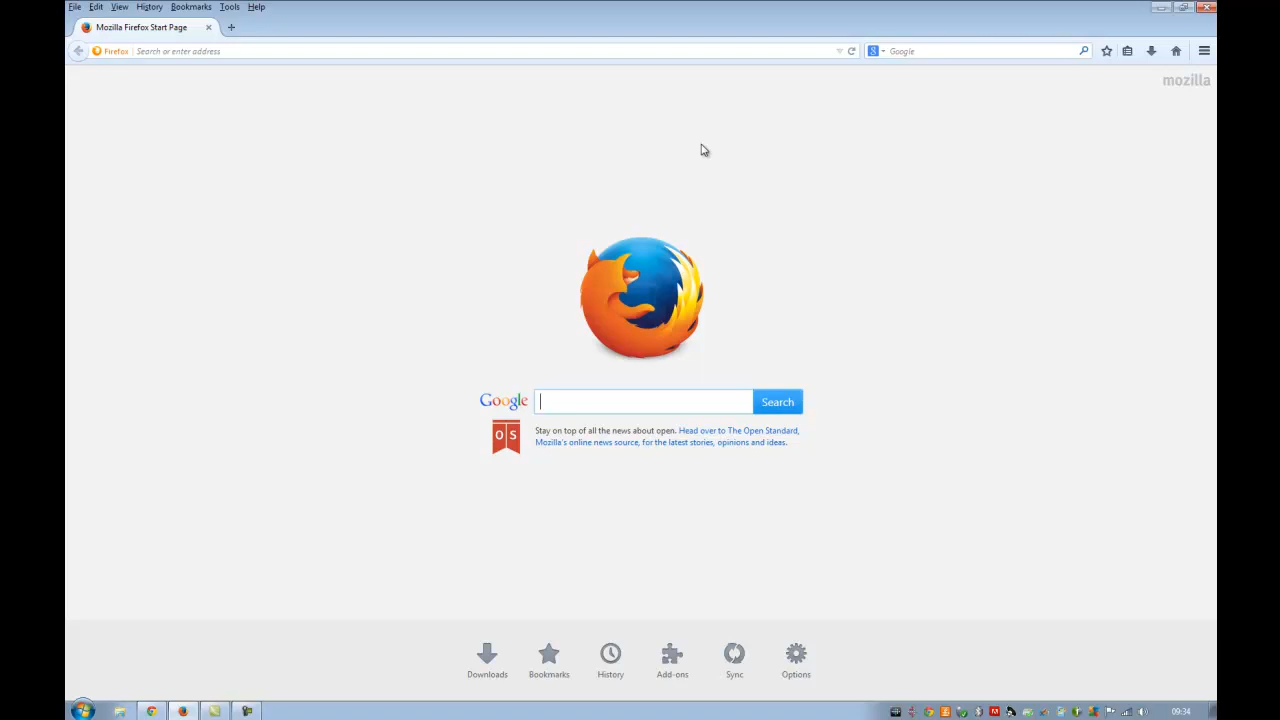 File Edit View History Bookmarks Tools Help
Mozilla Firefox Start Page
Firefox Search or enter address
Google
mozilla
Google
Search
OS
Stay on top of all the news about open. Head over to The Open Standard,
Mozilla's online news source, for the latest stories, opinions and ideas.
Downloads Bookmarks History Add-ons Sync Options
09:34